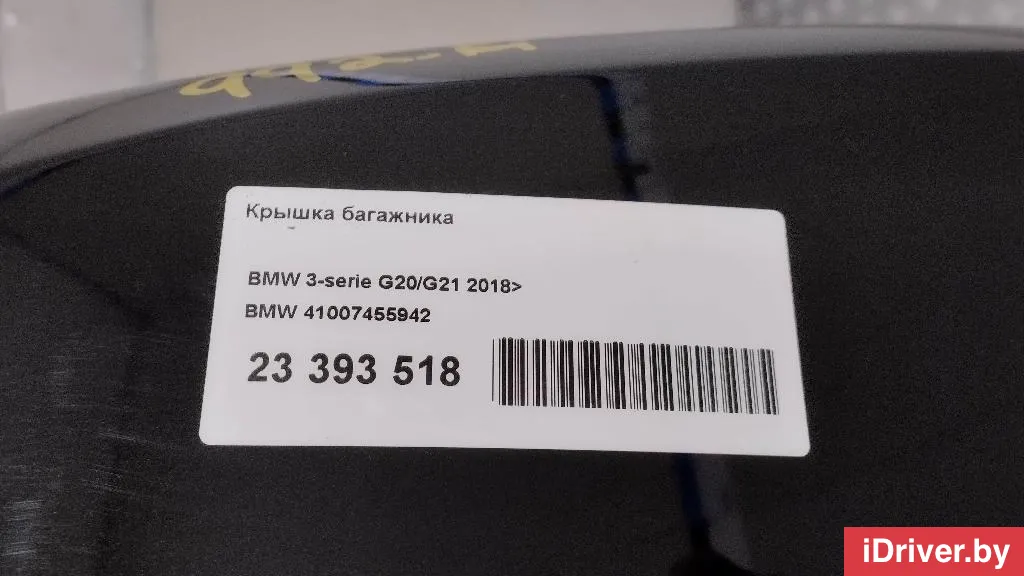 Крышка багажника
BMW 3-serie G20/G21 2018>
BMW 41007455942
23 393 518
iDriver.by